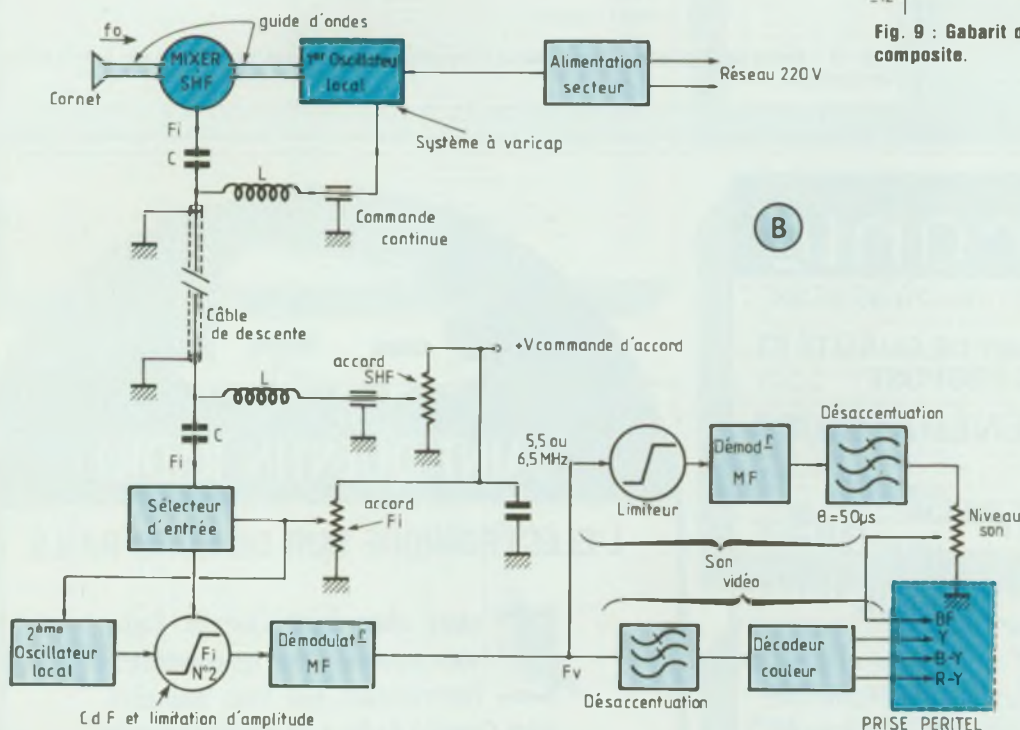 Fig. 9 : Gabarit d
composite.
fo
guide d'ondes
MIXER
SHF
1er Oscillateur
local
Alimentation
secteur
Réseau 220 V
Cornet
Système à varicap
Fi
C
L
Commande
continue
B
Câble
de descente
+V commande d'accord
accord
SHF
L
C
Fi
Sélecteur
d'entrée
accord
Fi
5,5 ou
6,5 MHz
Limiteur
Démodr
MF
Désaccentuation
θ = 50µs
Niveau
son
Son
vidéo
2ème
Oscillateur
local
Fi
N°2
Démodulatr
MF
Fv
Désaccentuation
Décodeur
couleur
BF
Y
B-Y
R-Y
C d F et limitation d'amplitude
PRISE PERITEL